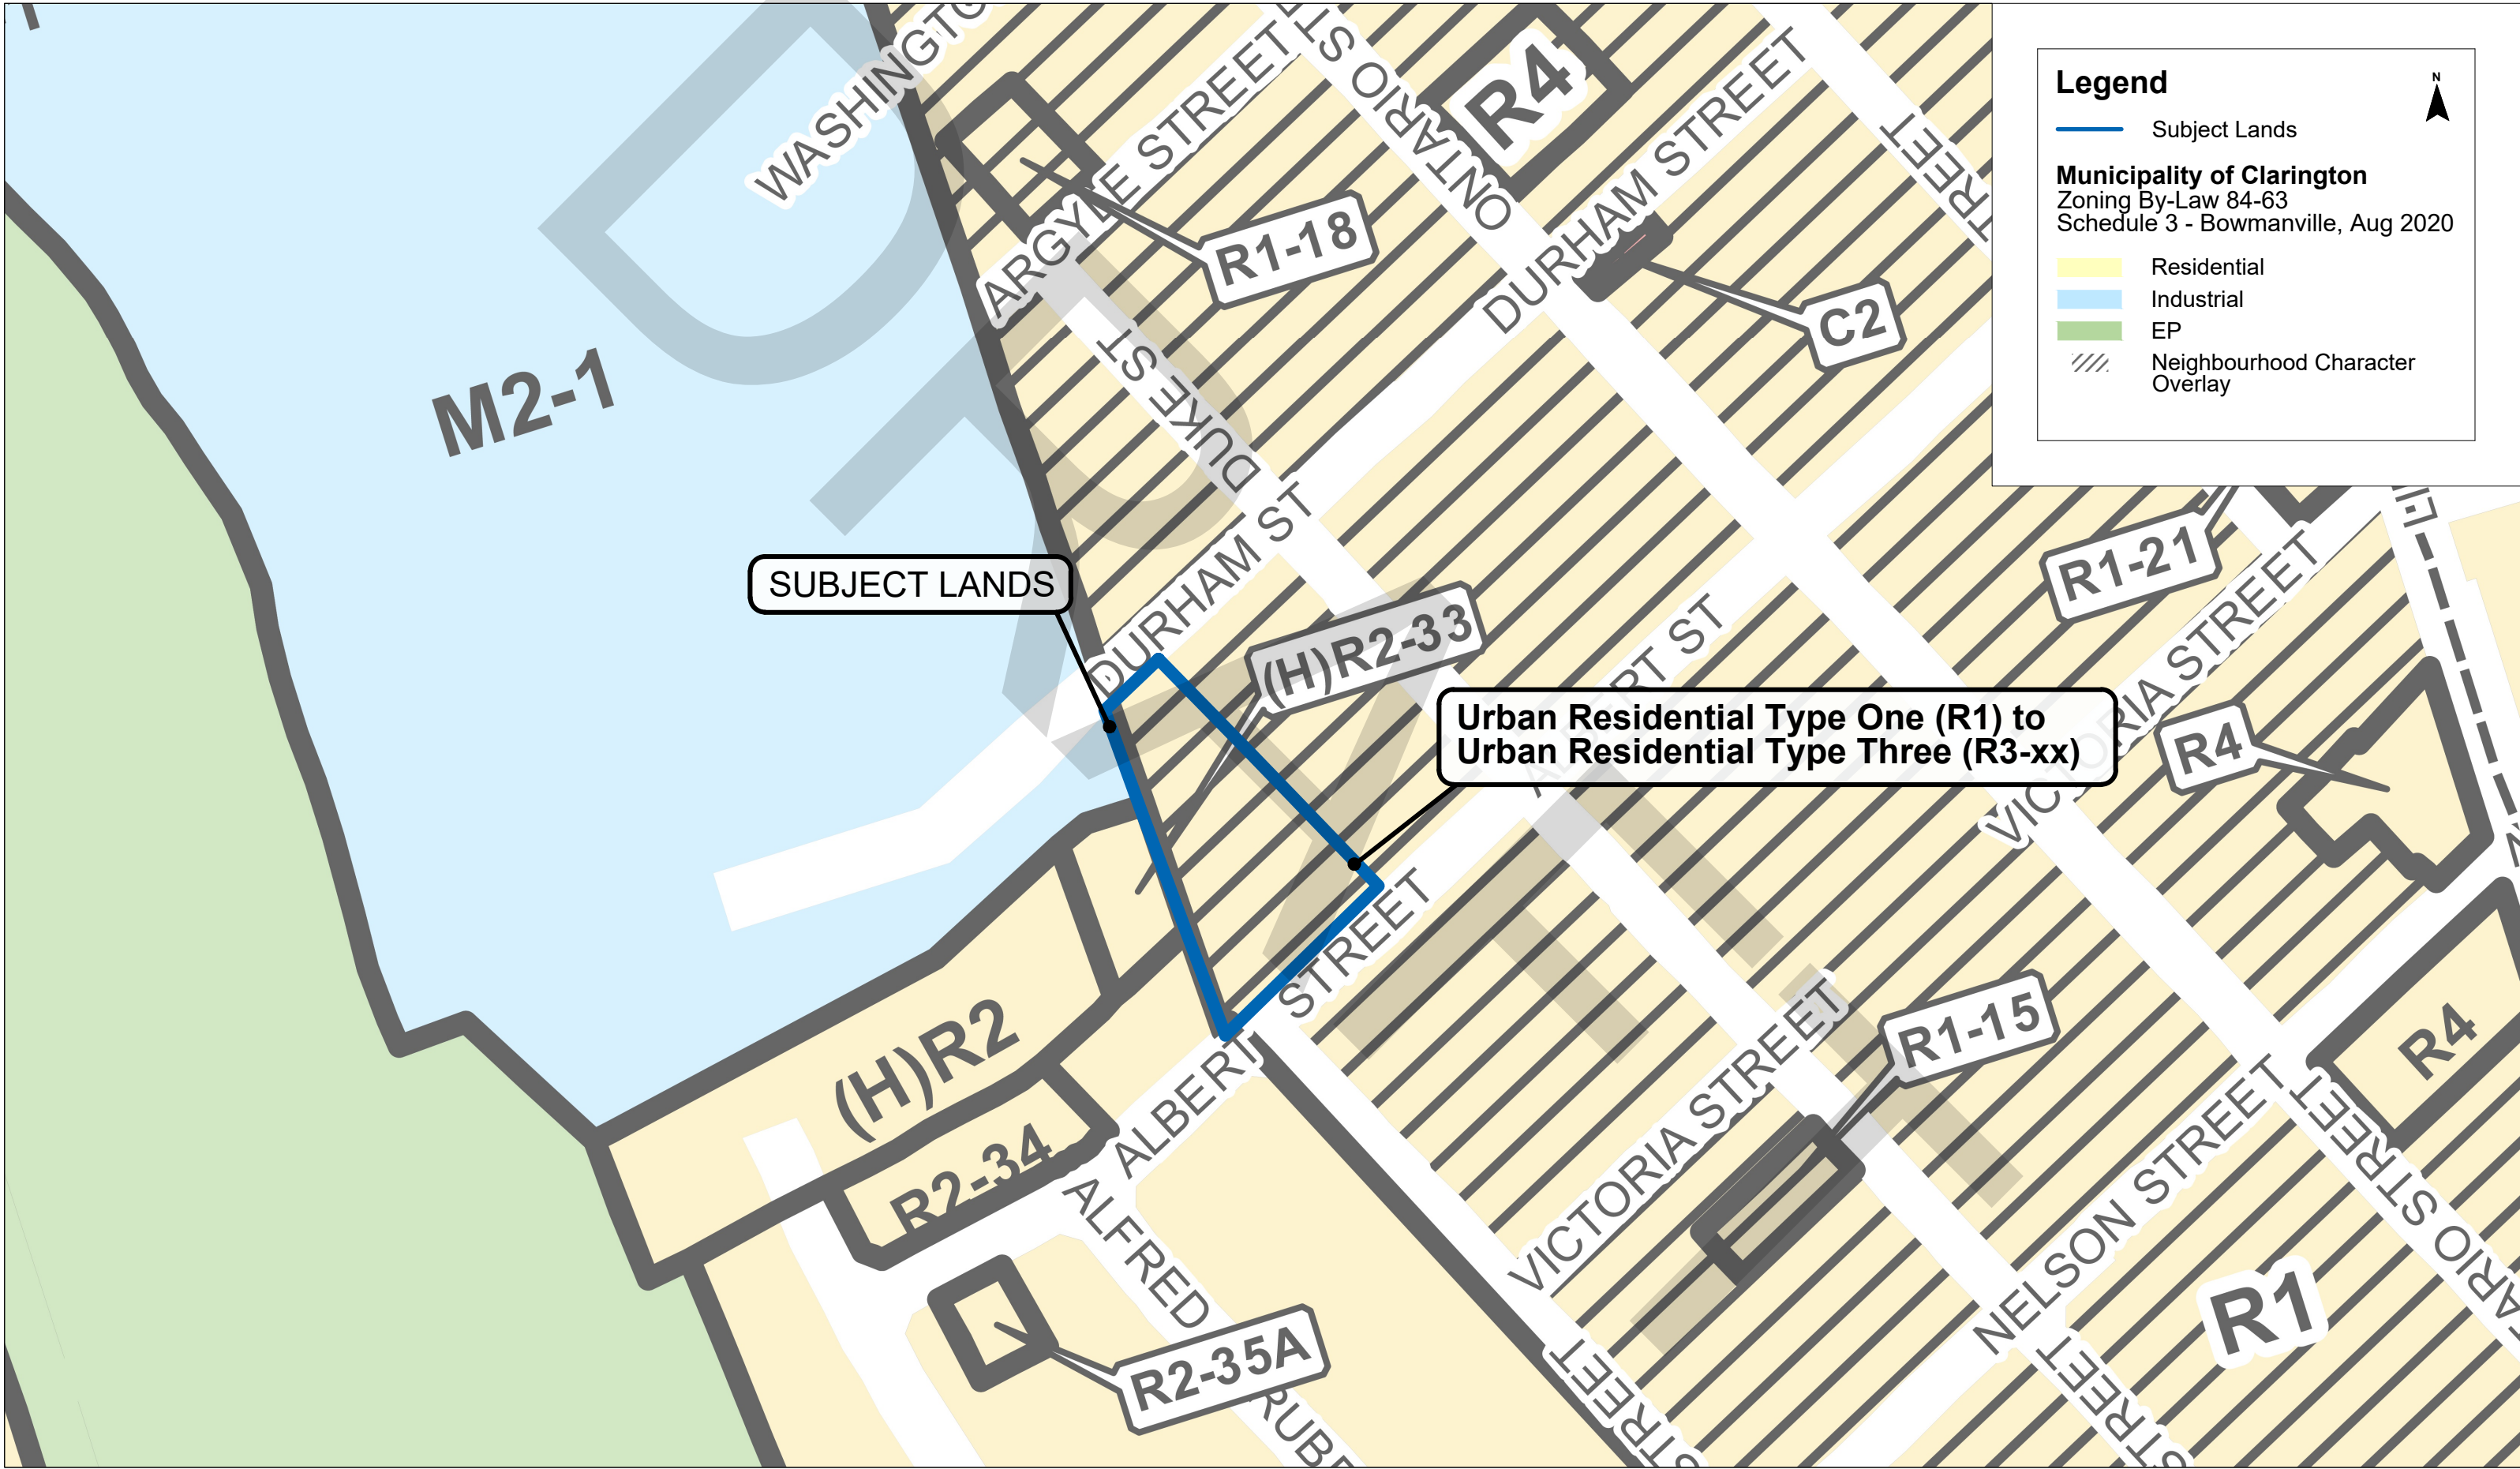 WASHINGTO
ARGYLE STREET
ONTARIO ST
R4
DURHAM STREET
R1-18
C2
DUKE ST
M2-1
DURHAM ST
SUBJECT LANDS
(H)R2-33
ALBERT ST
Urban Residential Type One (R1) to
Urban Residential Type Three (R3-xx)
R1-21
VICTORIA STREET
R4
STREET
ALBERT
(H)R2
R2-34
ALFRED
R2-35A
VICTORIA STREET
R1-15
NELSON STREET
R4
R1
STREET
STREET
Legend
N
Subject Lands
Municipality of Clarington
Zoning By-Law 84-63
Schedule 3 - Bowmanville, Aug 2020
Residential
Industrial
EP
Neighbourhood Character
Overlay
DRAFT